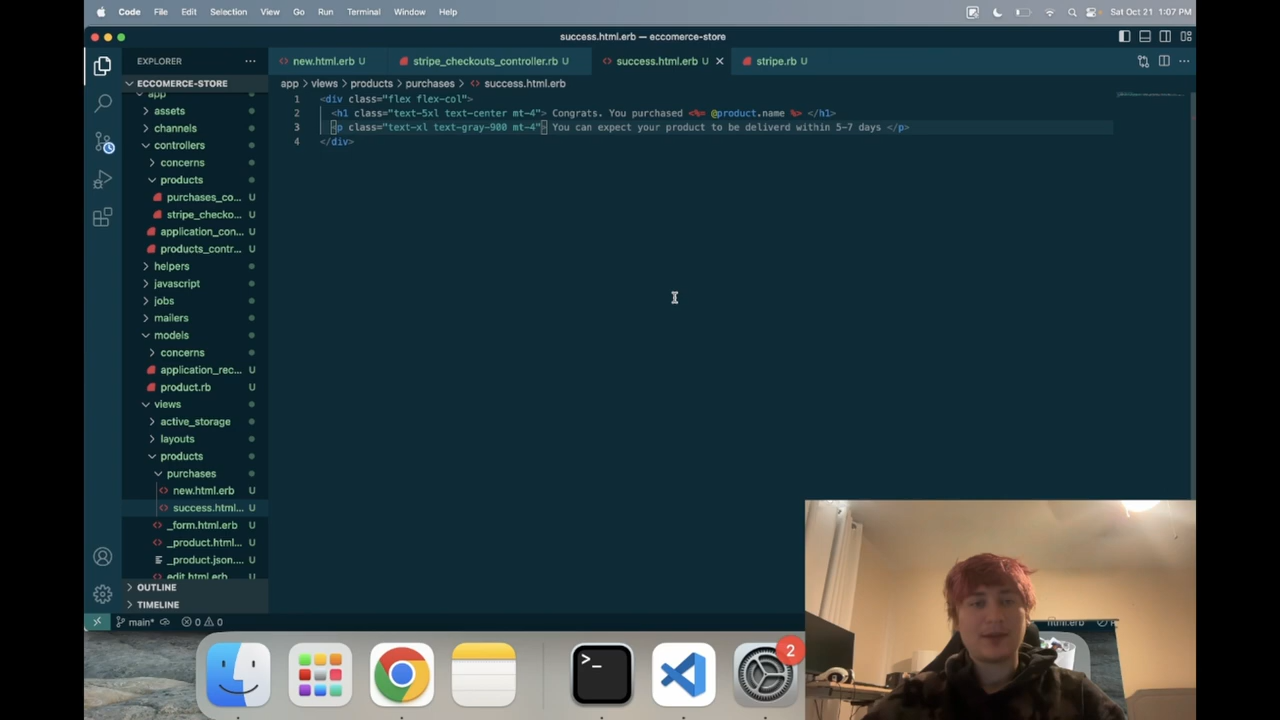 Code File Edit Selection View Go Run Terminal Window Help Sat Oct 21 1:07 PM
success.html.erb — eccomerce-store
EXPLORER
new.html.erb U
stripe_checkouts_controller.rb U
success.html.erb U
stripe.rb U
app > views > products > purchases > success.html.erb
1 <div class="flex flex-col">
2 <h1 class="text-5xl text-center mt-4"> Congrats. You purchased <%= @product.name %> </h1>
3 <p class="text-xl text-gray-900 mt-4"> You can expect your product to be deliverd within 5-7 days </p>
4 </div>
ECCOMERCE-STORE
app
assets
channels
controllers
concerns
products
purchases_co... U
stripe_checko... U
application_con... U
products_contr... U
helpers
javascript
jobs
mailers
models
concerns
application_rec... U
product.rb U
views
active_storage
layouts
products
purchases
new.html.erb U
success.html... U
_form.html.erb U
_product.html... U
_product.json.... U
edit.html.erb U
OUTLINE
TIMELINE
main* 0 0
html.erb
>_
2